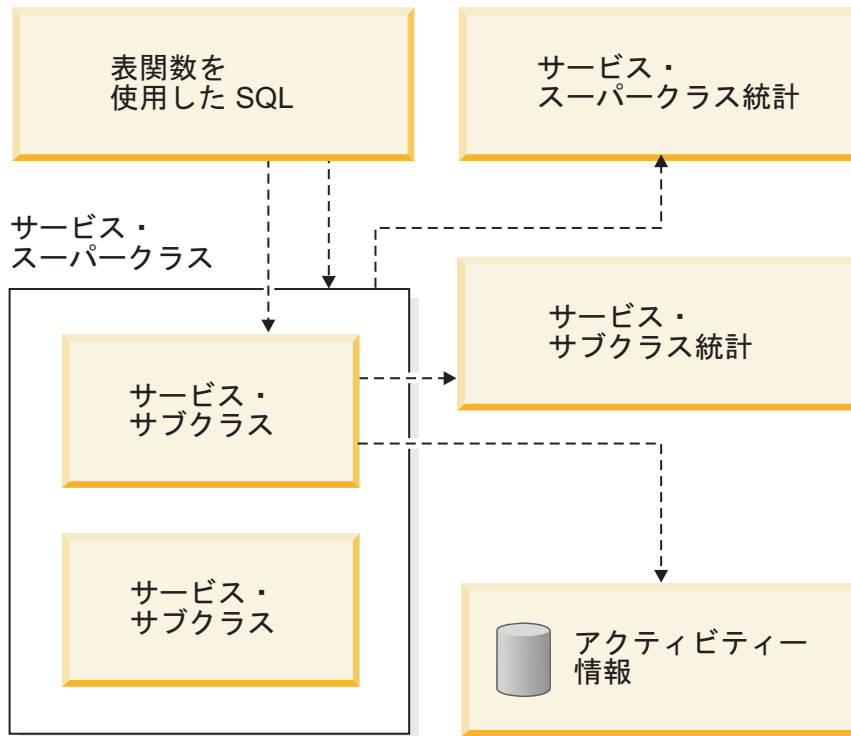 表関数を
使用した SQL
サービス・
スーパークラス統計
サービス・
スーパークラス
サービス・
サブクラス統計
サービス・
サブクラス
サービス・
サブクラス
アクティビティー
情報